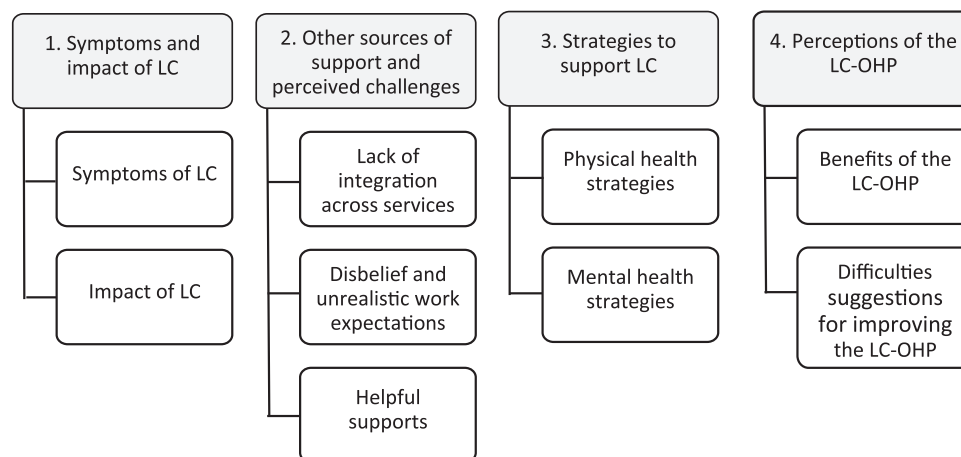 1. Symptoms and
impact of LC
Symptoms of LC
Impact of LC
2. Other sources of
support and
perceived challenges
Lack of
integration
across services
Disbelief and
unrealistic work
expectations
Helpful
supports
3. Strategies to
support LC
Physical health
strategies
Mental health
strategies
4. Perceptions of the
LC-OHP
Benefits of the
LC-OHP
Difficulties
suggestions
for improving
the LC-OHP